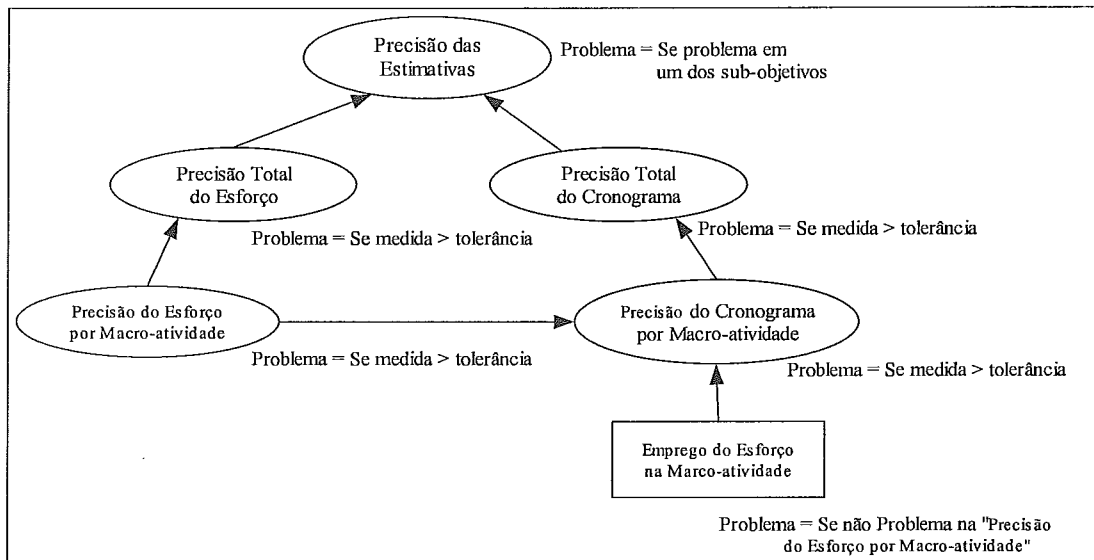 Precisão das
Estimativas
Problema = Se problema em
um dos sub-objetivos
Precisão Total
do Esforço
Precisão Total
do Cronograma
Problema = Se medida > tolerância
Problema = Se medida > tolerância
Precisão do Esforço
por Macro-atividade
Precisão do Cronograma
por Macro-atividade
Problema = Se medida > tolerância
Problema = Se medida > tolerância
Emprego do Esforço
na Marco-atividade
Problema = Se não Problema na "Precisão
do Esforço por Macro-atividade"